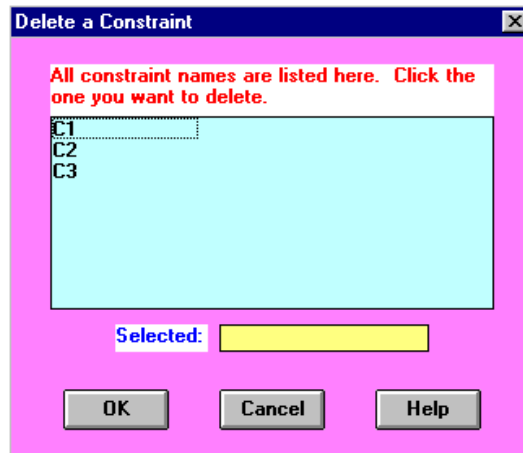 Delete a Constraint
All constraint names are listed here. Click the
one you want to delete.
C1
C2
C3
Selected:
OK Cancel Help